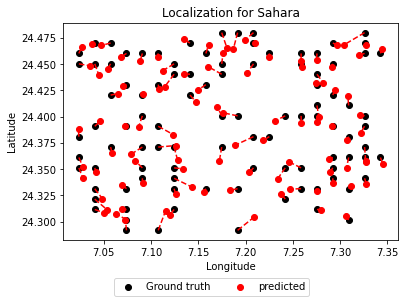 Localization for Sahara
24.475
24.450
24.425
24.400
24.375
24.350
24.325
24.300
Latitude
7.05 7.10 7.15 7.20 7.25 7.30 7.35
Longitude
Ground truth predicted